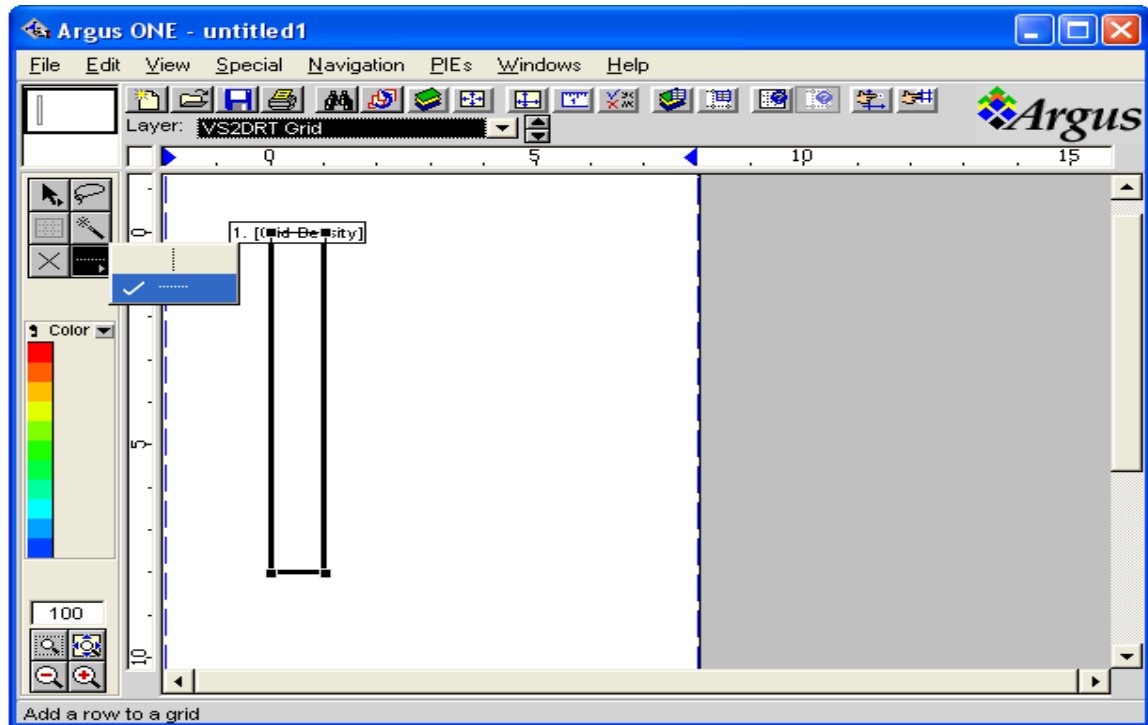 Argus ONE - untitled1
File Edit View Special Navigation PIEs Windows Help
Layer: VS2DRT Grid
Argus
0 5 10 15
0
1. [Grid Density]
Color
5
100
10
Add a row to a grid